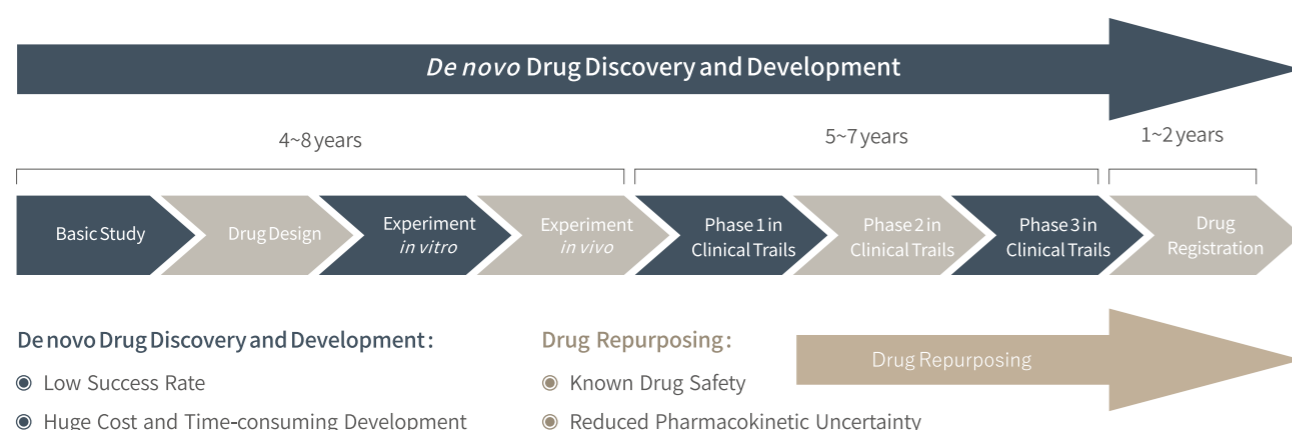 De novo Drug Discovery and Development
4~8 years
5~7 years
1~2 years
Basic Study
Drug Design
Experiment
in vitro
Experiment
in vivo
Phase 1 in
Clinical Trails
Phase 2 in
Clinical Trails
Phase 3 in
Clinical Trails
Drug
Registration
De novo Drug Discovery and Development:
Low Success Rate
Huge Cost and Time-consuming Development
Drug Repurposing:
Known Drug Safety
Reduced Pharmacokinetic Uncertainty
Drug Repurposing